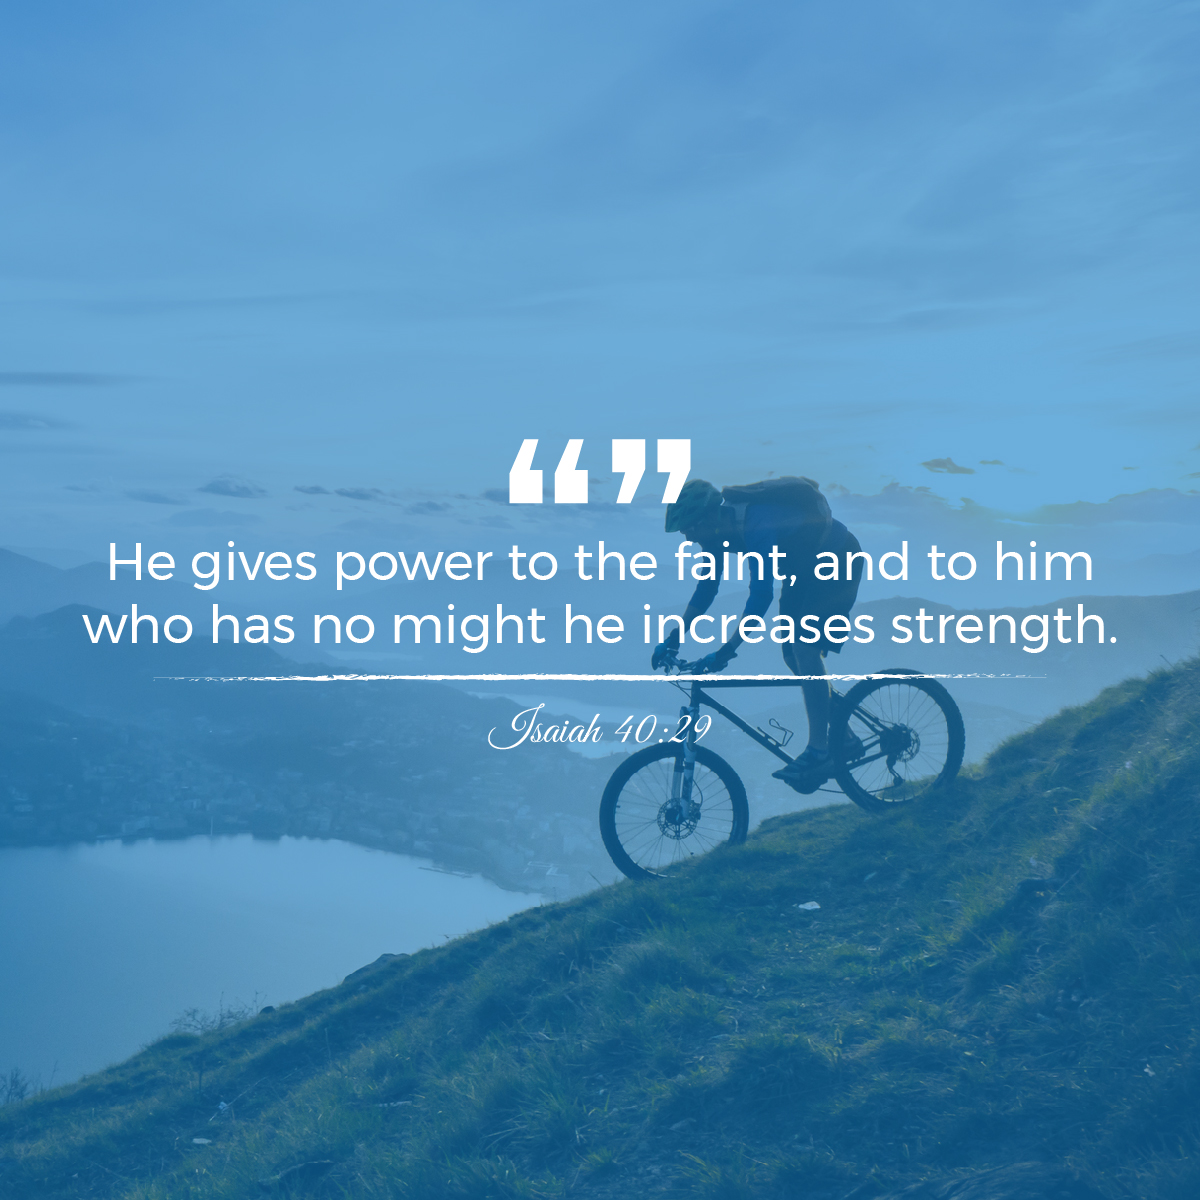 “”
He gives power to the faint, and to him
who has no might he increases strength.
Isaiah 40:29